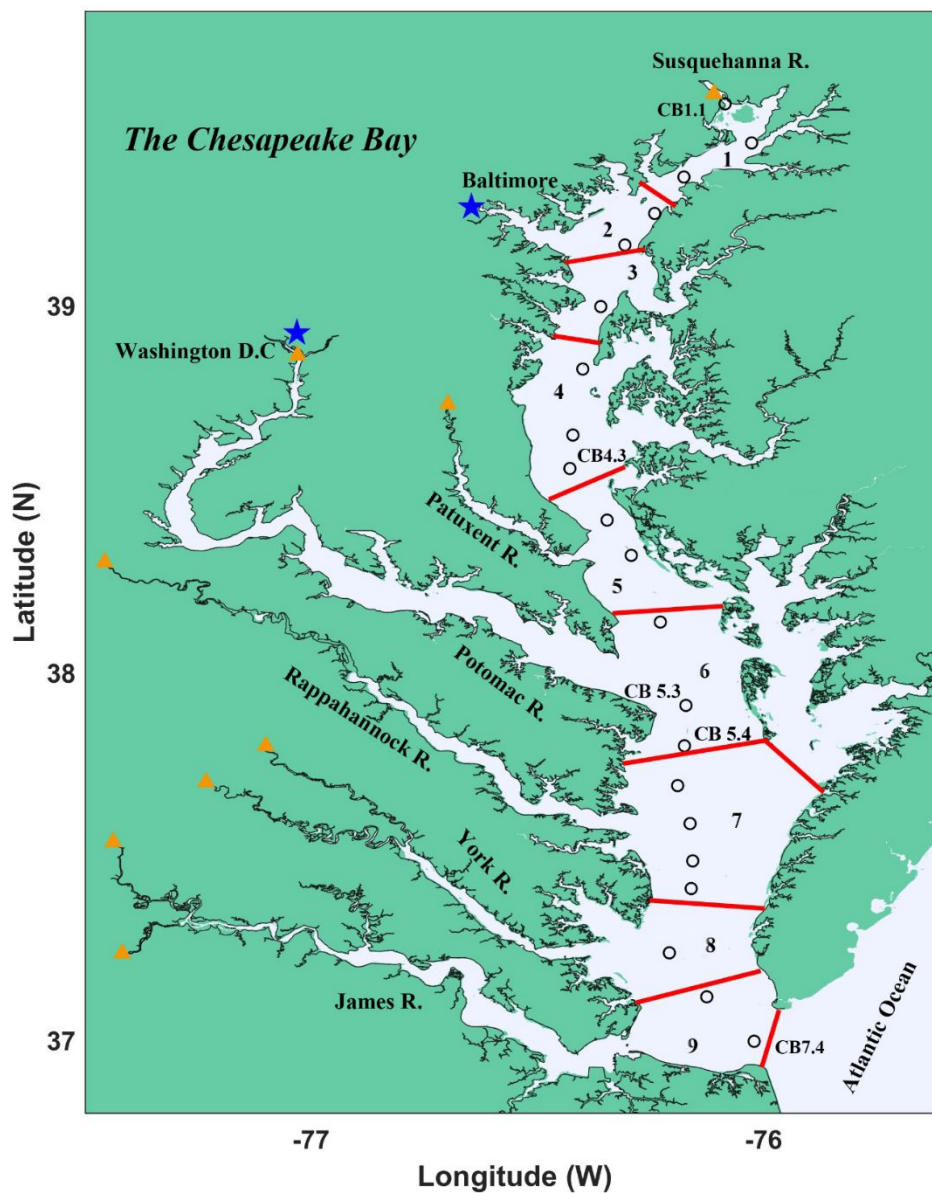 Susquehanna R.
CB1.1
The Chesapeake Bay
1
Baltimore
2
3
39
Washington D.C
4
CB4.3
Patuxent R.
5
Latitude (N)
38
Potomac R.
6
CB 5.3
Rappahannock R.
CB 5.4
7
York R.
8
James R.
37
9
CB7.4
Atlantic Ocean
-77
-76
Longitude (W)